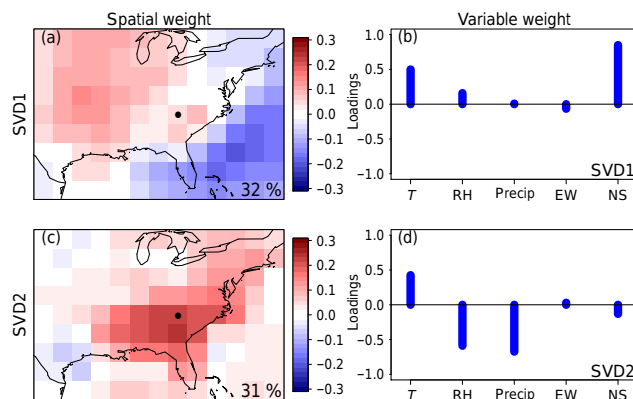 Spatial weight
Variable weight
(a)
SVD1
32 %
0.3
0.2
0.1
0.0
−0.1
−0.2
−0.3
(b)
Loadings
1.0
0.5
0.0
−0.5
−1.0
SVD1
T RH Precip EW NS
(c)
SVD2
31 %
0.3
0.2
0.1
0.0
−0.1
−0.2
−0.3
(d)
Loadings
1.0
0.5
0.0
−0.5
−1.0
SVD2
T RH Precip EW NS